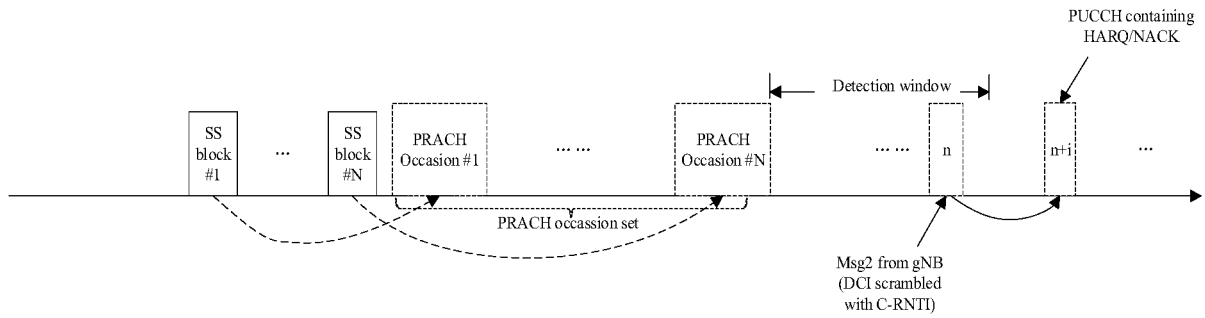 PUCCH containing
HARQ/NACK
Detection window
SS
block
#1
...
SS
block
#N
PRACH
Occasion #1
... ...
PRACH
Occasion #N
... ...
n
n+i
...
PRACH occassion set
Msg2 from gNB
(DCI scrambled
with C-RNTI)